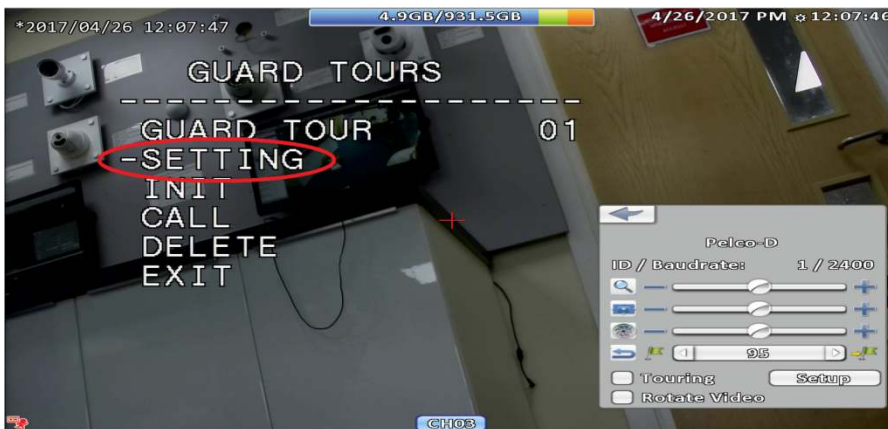 *2017/04/26 12:07:47
4.9GB/931.5GB
4/26/2017 PM 12:07:46
GUARD TOURS
GUARD TOUR 01
-SETTING
INIT
CALL
DELETE
EXIT
Pelco-D
ID / Baudrate: 1 / 2400
95
Touring
Setup
Rotate Video
CH03